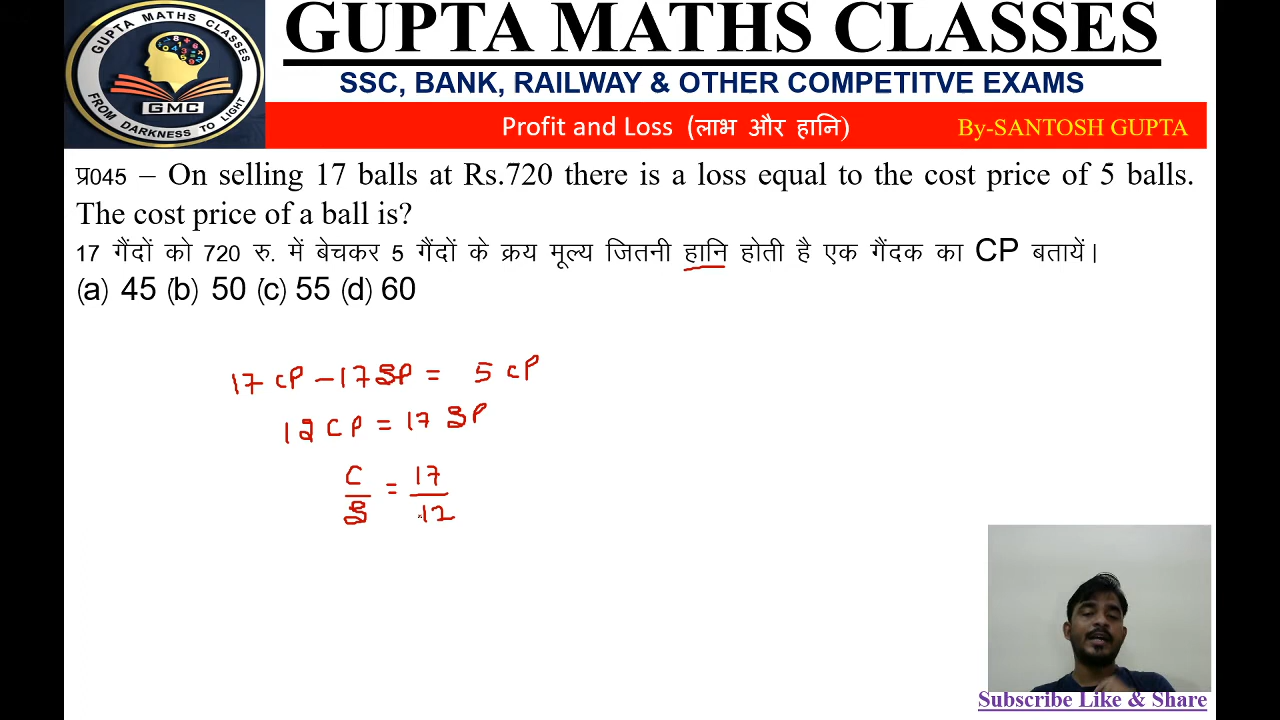 GUPTA MATHS CLASSES
GMC
FROM DARKNESS TO LIGHT
GUPTA MATHS CLASSES
SSC, BANK, RAILWAY & OTHER COMPETITVE EXAMS
Profit and Loss (लाभ और हानि) By-SANTOSH GUPTA
प्र045 – On selling 17 balls at Rs.720 there is a loss equal to the cost price of 5 balls.
The cost price of a ball is?
17 गैंदों को 720 रु. में बेचकर 5 गैंदों के क्रय मूल्य जितनी हानि होती है एक गैंदक का CP बतायें।
(a) 45 (b) 50 (c) 55 (d) 60
17 CP – 17 SP = 5 CP
12 CP = 17 SP
C/S = 17/12
Subscribe Like & Share